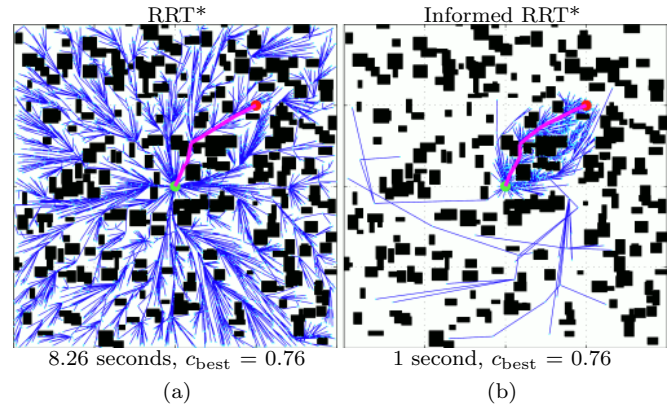 RRT*
Informed RRT*
8.26 seconds, c_best = 0.76
1 second, c_best = 0.76
(a)
(b)